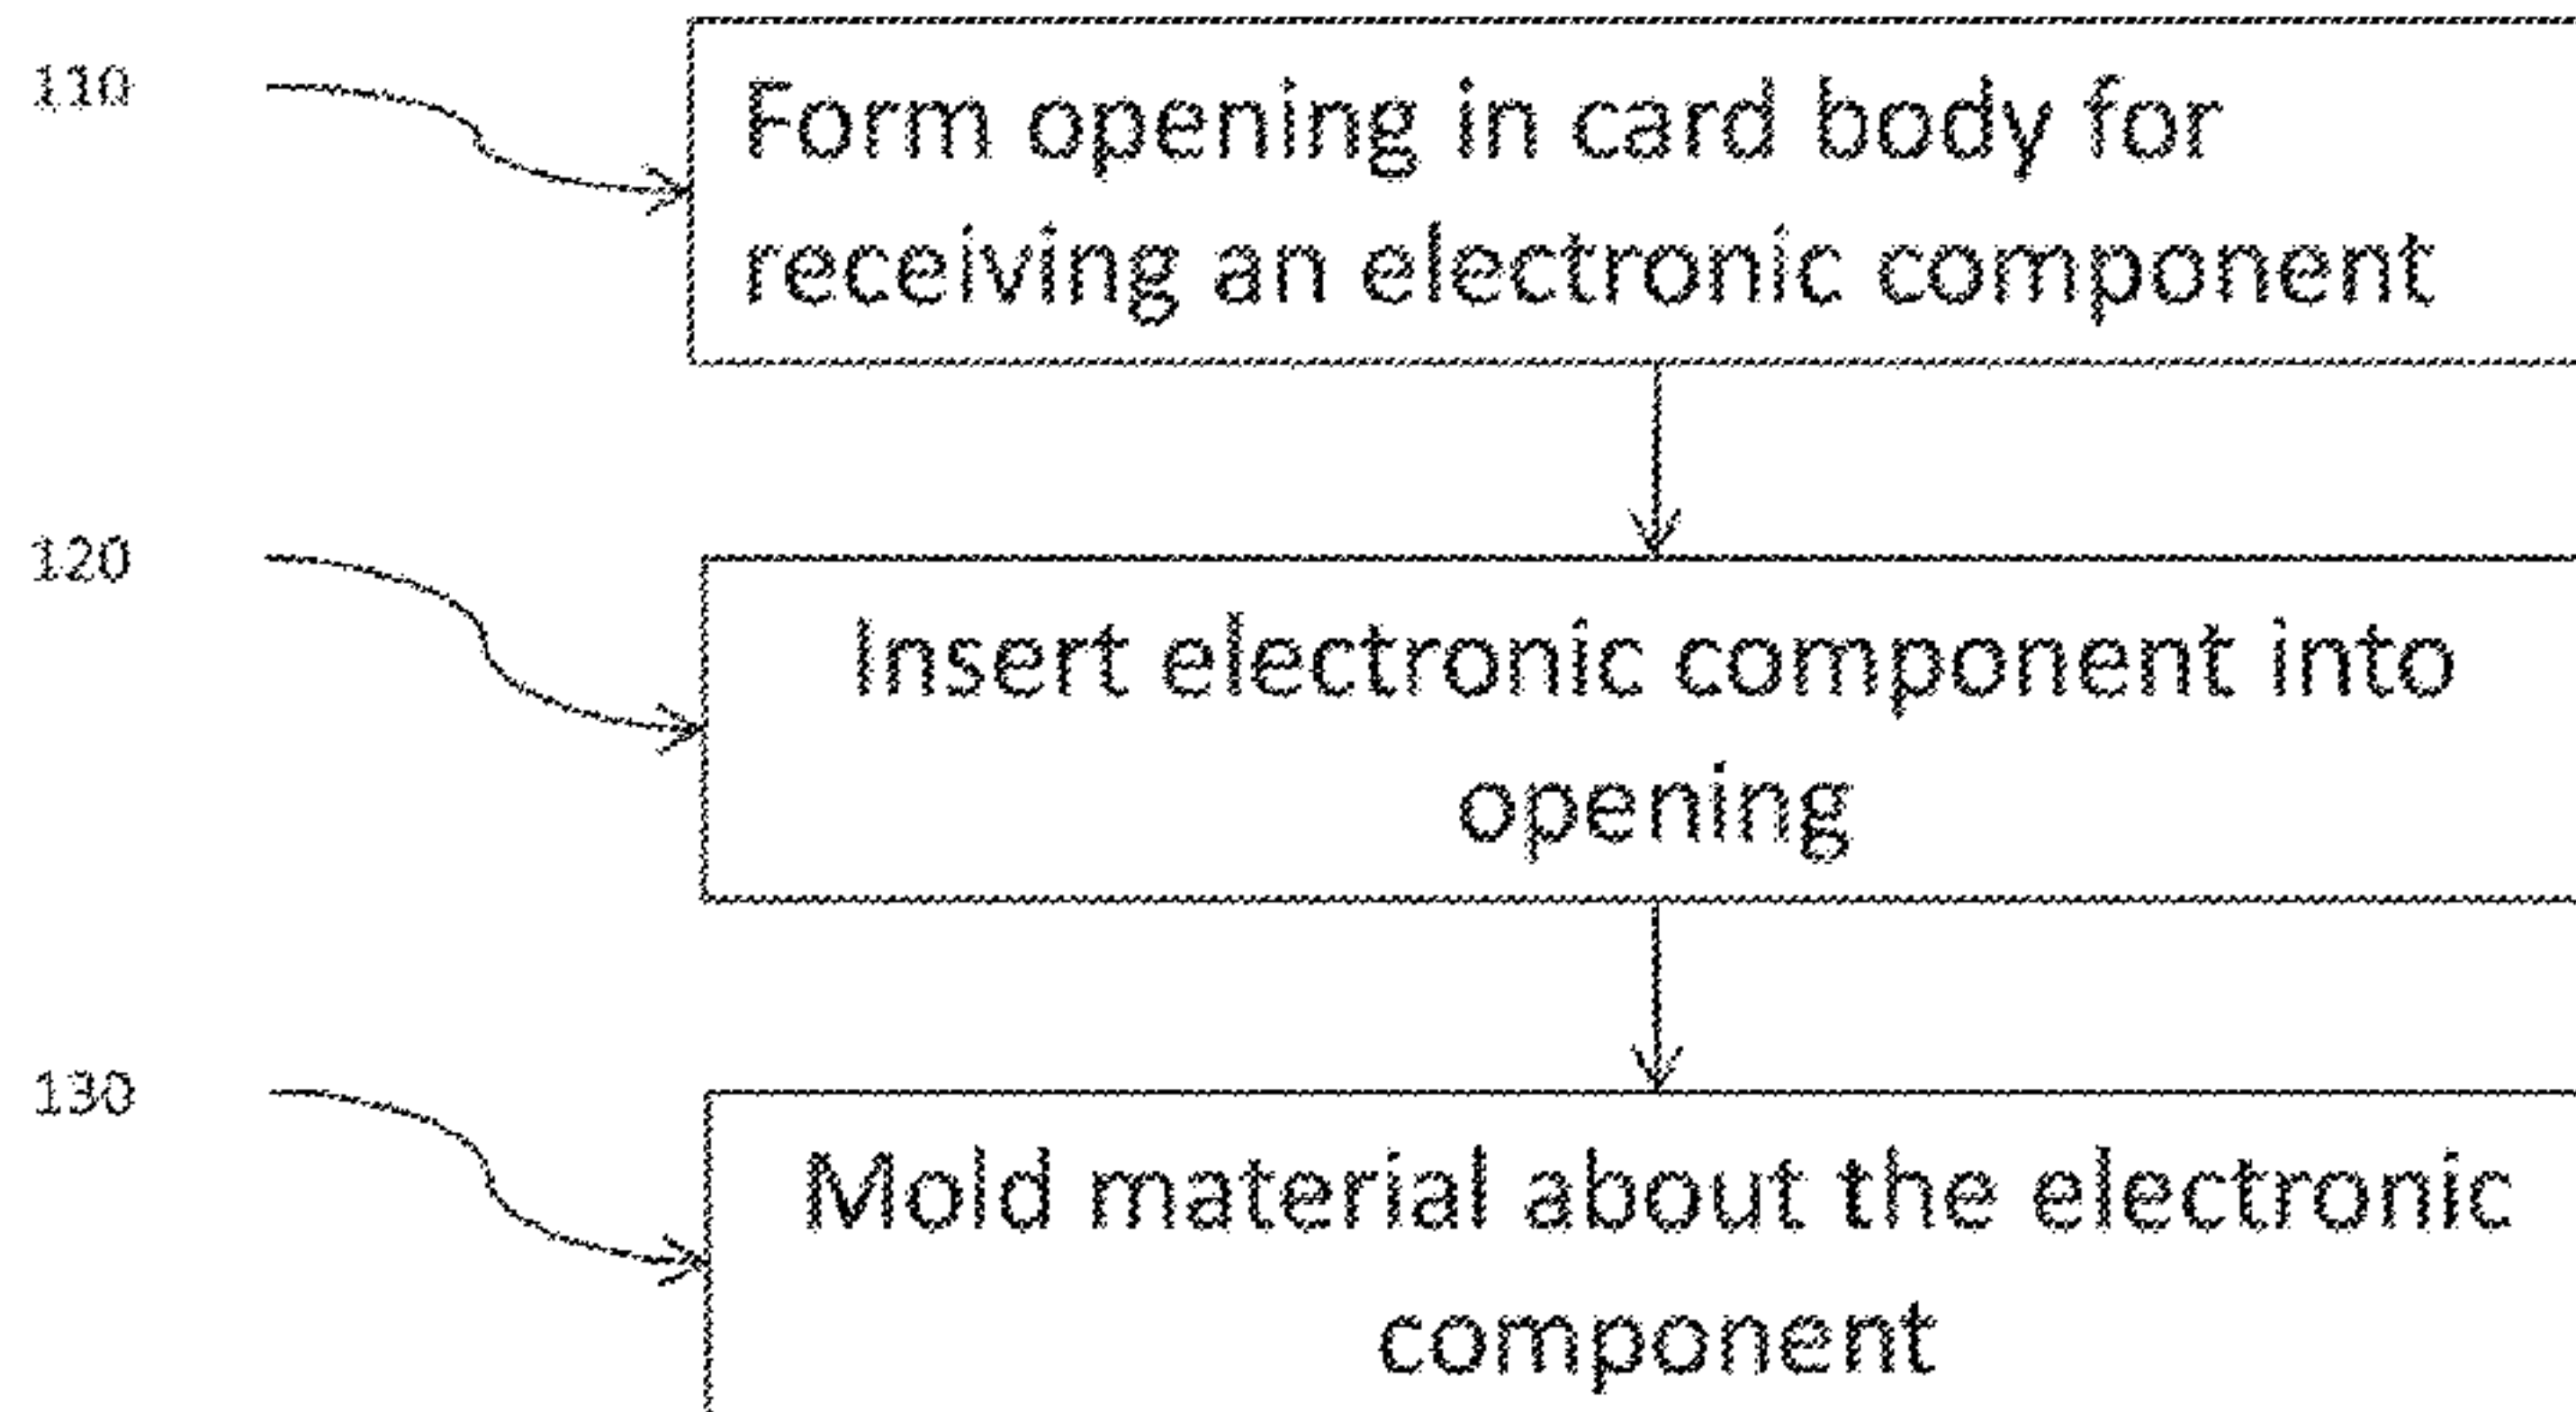 110
Form opening in card body for
receiving an electronic component
120
Insert electronic component into
opening
130
Mold material about the electronic
component